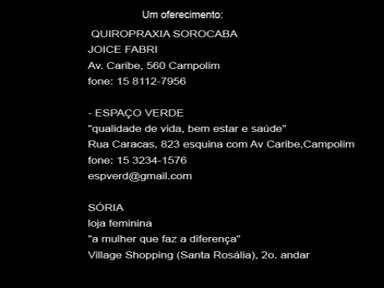 Um oferecimento:
QUIROPRAXIA SOROCABA
JOICE FABRI
Av. Caribe, 560 Campolim
fone: 15 8112-7956
- ESPAÇO VERDE
"qualidade de vida, bem estar e saúde"
Rua Caracas, 823 esquina com Av Caribe,Campolim
fone: 15 3234-1576
espverd@gmail.com
SÓRIA
loja feminina
"a mulher que faz a diferença"
Village Shopping (Santa Rosália), 2o. andar